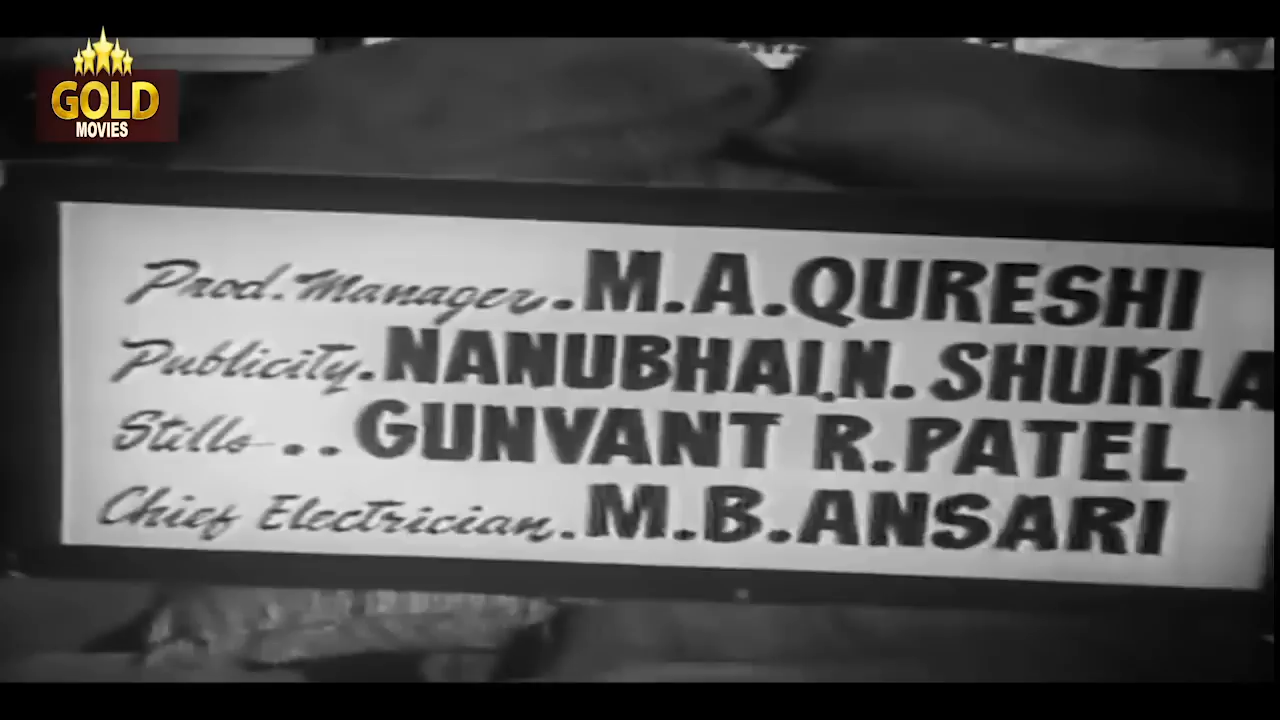 GOLD
MOVIES
Prod. Manager. M.A. QURESHI
Publicity. NANUBHAI.N. SHUKLA
Stills .. GUNVANT R. PATEL
Chief Electrician. M.B. ANSARI